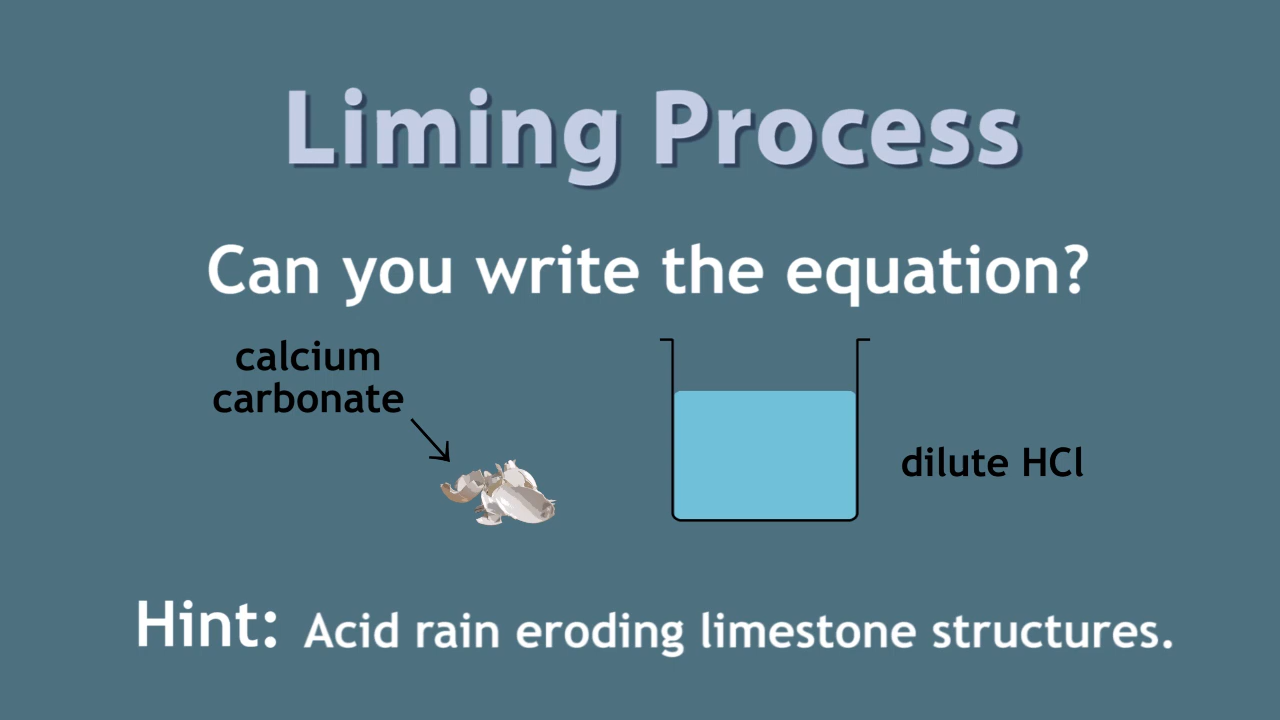 Liming Process
Can you write the equation?
calcium
carbonate
dilute HCl
Hint: Acid rain eroding limestone structures.